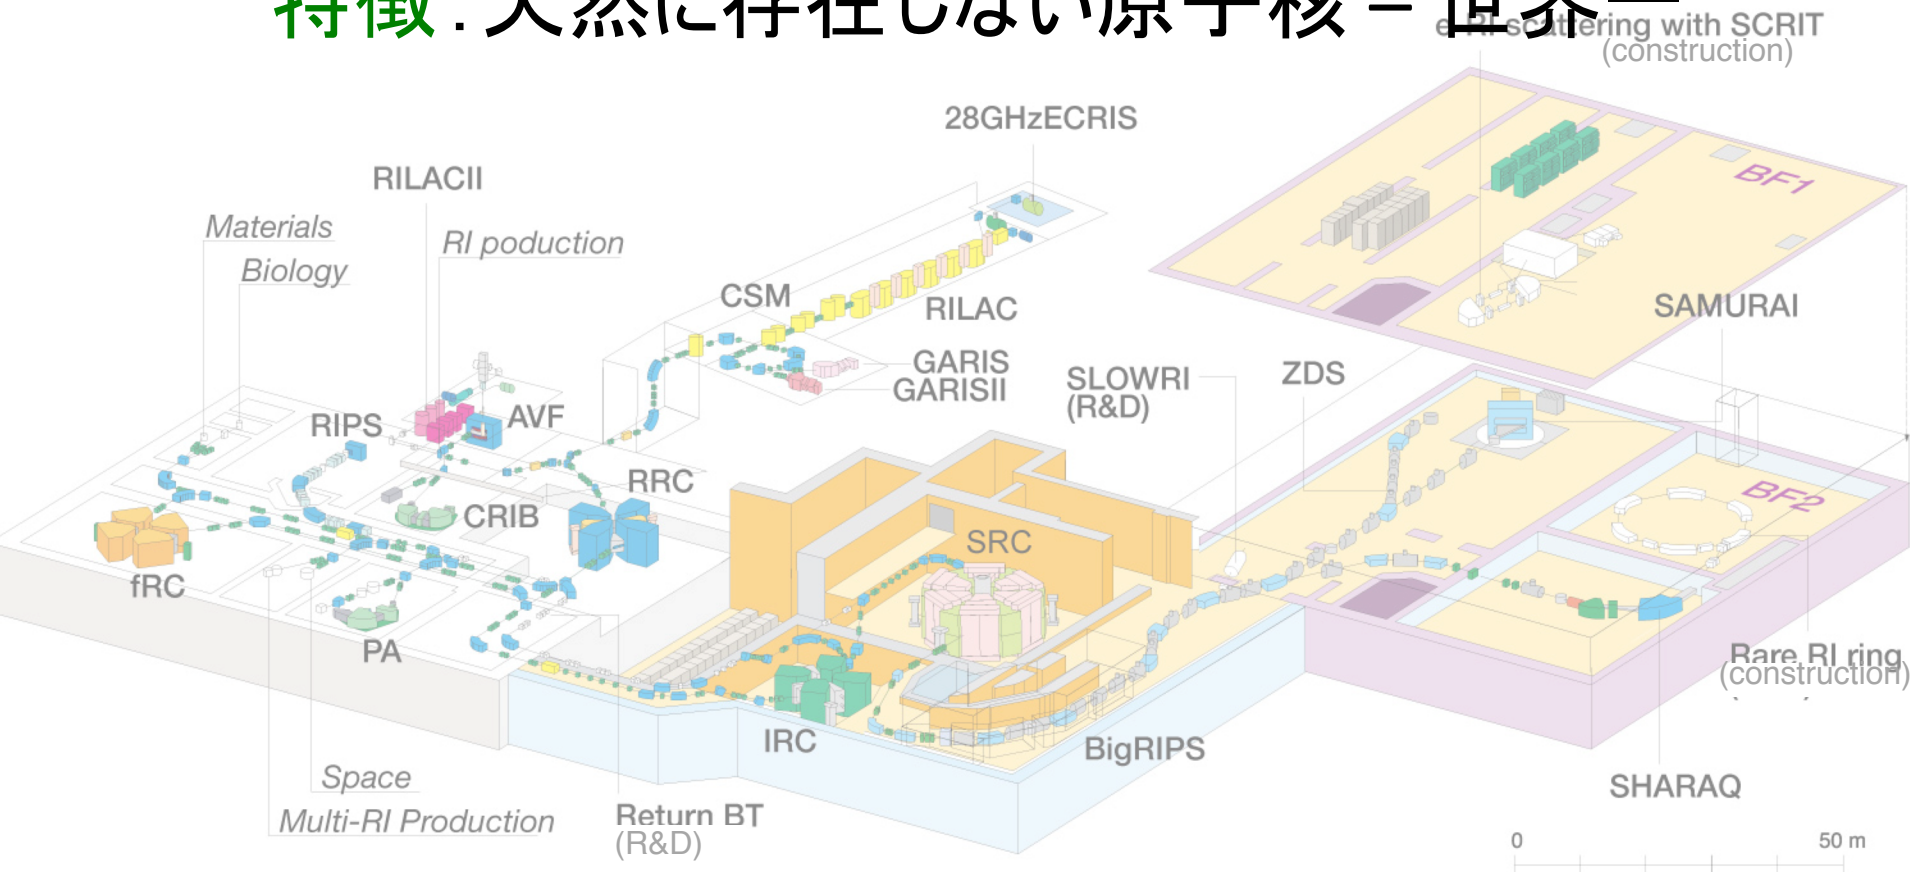 特徴：天然に存在しない原子核 – 世界一
e-RI scattering with SCRIT
(construction)
28GHzECRIS
RILACII
Materials
RI poduction
Biology
BF1
CSM
RILAC
SAMURAI
GARIS
GARISII
SLOWRI
(R&D)
ZDS
RIPS
AVF
RRC
CRIB
BF2
SRC
fRC
PA
Rare RI ring
(construction)
IRC
BigRIPS
Space
SHARAQ
Multi-RI Production
Return BT
(R&D)
0
50 m